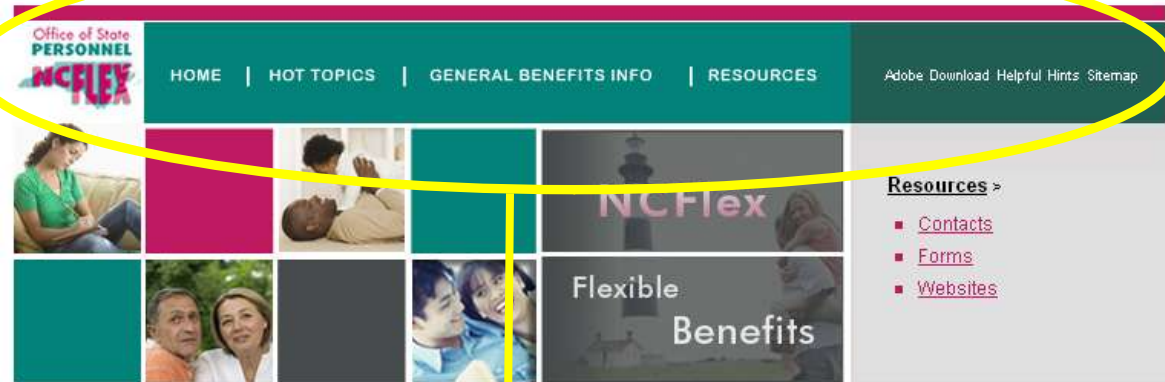 Office of State
PERSONNEL
NCFLEX
HOME | HOT TOPICS | GENERAL BENEFITS INFO | RESOURCES
Adobe Download Helpful Hints Sitemap
NCFlex
Flexible
Benefits
Resources »
Contacts
Forms
Websites